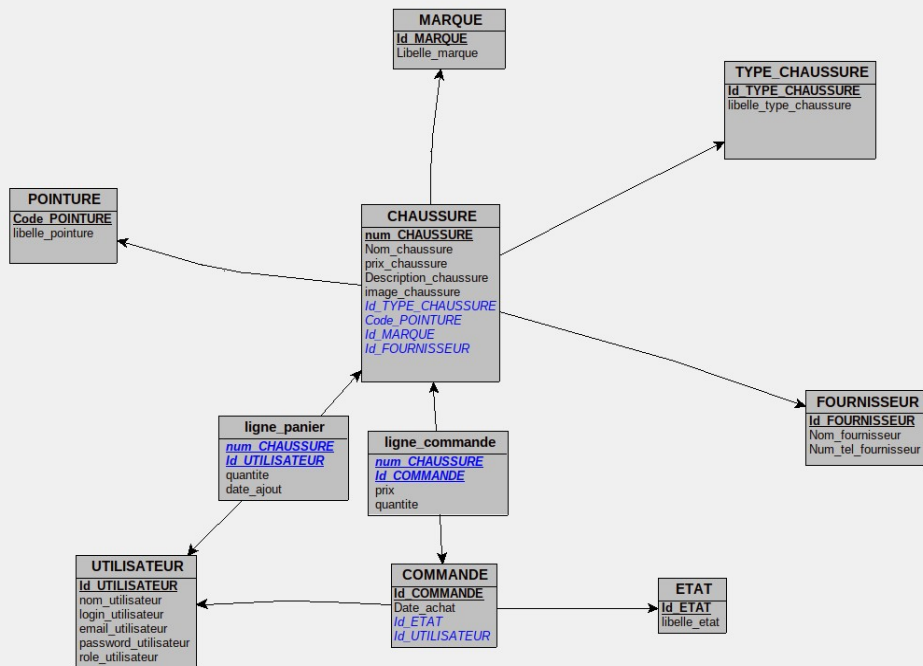 MARQUE
Id_MARQUE
Libelle_marque
TYPE_CHAUSSURE
Id_TYPE_CHAUSSURE
libelle_type_chaussure
POINTURE
Code_POINTURE
libelle_pointure
CHAUSSURE
num_CHAUSSURE
Nom_chaussure
prix_chaussure
Description_chaussure
image_chaussure
Id_TYPE_CHAUSSURE
Code_POINTURE
Id_MARQUE
Id_FOURNISSEUR
FOURNISSEUR
Id_FOURNISSEUR
Nom_fournisseur
Num_tel_fournisseur
ligne_panier
num_CHAUSSURE
Id_UTILISATEUR
quantite
date_ajout
ligne_commande
num_CHAUSSURE
Id_COMMANDE
prix
quantite
UTILISATEUR
Id_UTILISATEUR
nom_utilisateur
login_utilisateur
email_utilisateur
password_utilisateur
role_utilisateur
COMMANDE
Id_COMMANDE
Date_achat
Id_ETAT
Id_UTILISATEUR
ETAT
Id_ETAT
libelle_etat